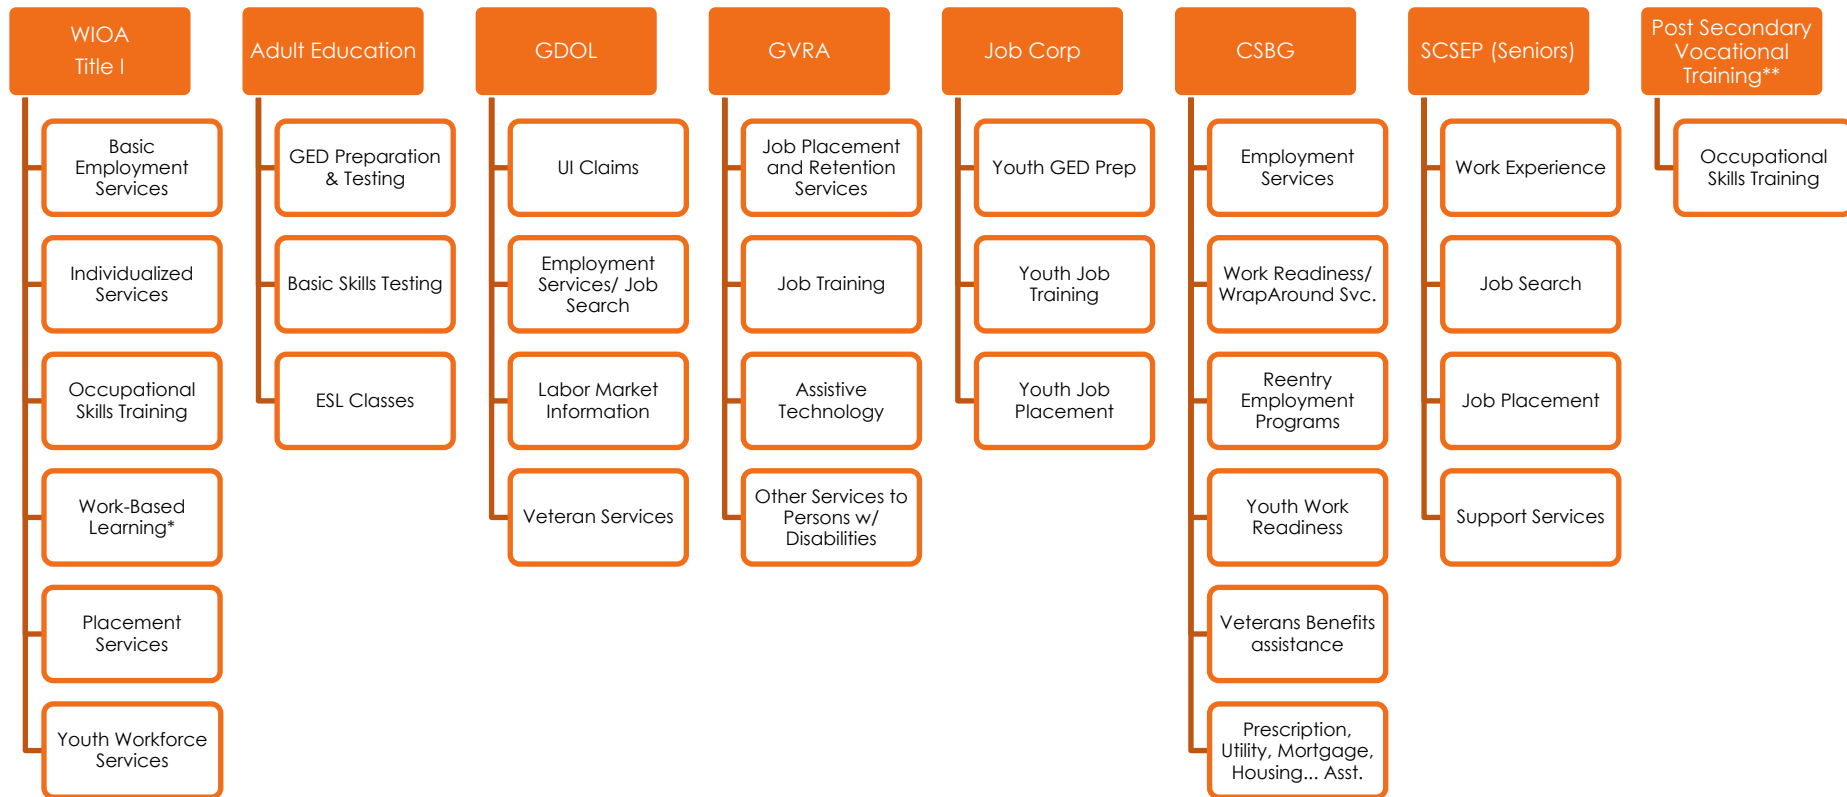 WIOA
Title I
Basic
Employment
Services
Individualized
Services
Occupational
Skills Training
Work-Based
Learning*
Placement
Services
Youth Workforce
Services
Adult Education
GED Preparation
& Testing
Basic Skills Testing
ESL Classes
GDOL
UI Claims
Employment
Services/ Job
Search
Labor Market
Information
Veteran Services
GVRA
Job Placement
and Retention
Services
Job Training
Assistive
Technology
Other Services to
Persons w/
Disabilities
Job Corp
Youth GED Prep
Youth Job
Training
Youth Job
Placement
CSBG
Employment
Services
Work Readiness/
WrapAround Svc.
Reentry
Employment
Programs
Youth Work
Readiness
Veterans Benefits
assistance
Prescription,
Utility, Mortgage,
Housing... Asst.
SCSEP (Seniors)
Work Experience
Job Search
Job Placement
Support Services
Post Secondary
Vocational
Training**
Occupational
Skills Training